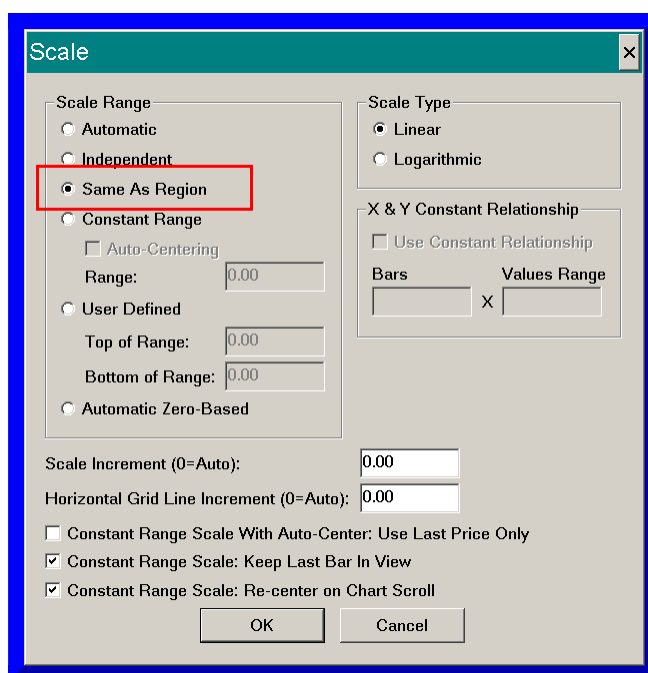 Scale
Scale Range
Automatic
Independent
Same As Region
Constant Range
Auto-Centering
Range: 0.00
User Defined
Top of Range: 0.00
Bottom of Range: 0.00
Automatic Zero-Based
Scale Type
Linear
Logarithmic
X & Y Constant Relationship
Use Constant Relationship
Bars Values Range
X
Scale Increment (0=Auto): 0.00
Horizontal Grid Line Increment (0=Auto): 0.00
Constant Range Scale With Auto-Center: Use Last Price Only
Constant Range Scale: Keep Last Bar In View
Constant Range Scale: Re-center on Chart Scroll
OK Cancel